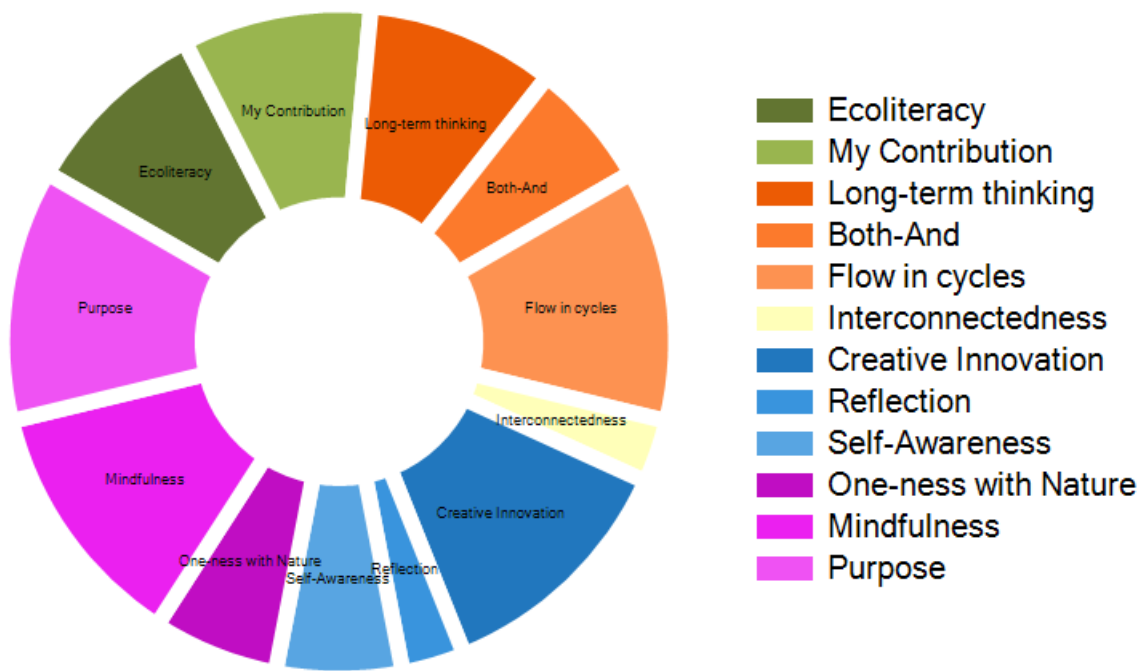 My Contribution
Long-term thinking
Ecoliteracy
Both-And
Purpose
Flow in cycles
Interconnectedness
Mindfulness
Creative Innovation
One-ness with Nature
Reflection
Self-Awareness
Ecoliteracy
My Contribution
Long-term thinking
Both-And
Flow in cycles
Interconnectedness
Creative Innovation
Reflection
Self-Awareness
One-ness with Nature
Mindfulness
Purpose